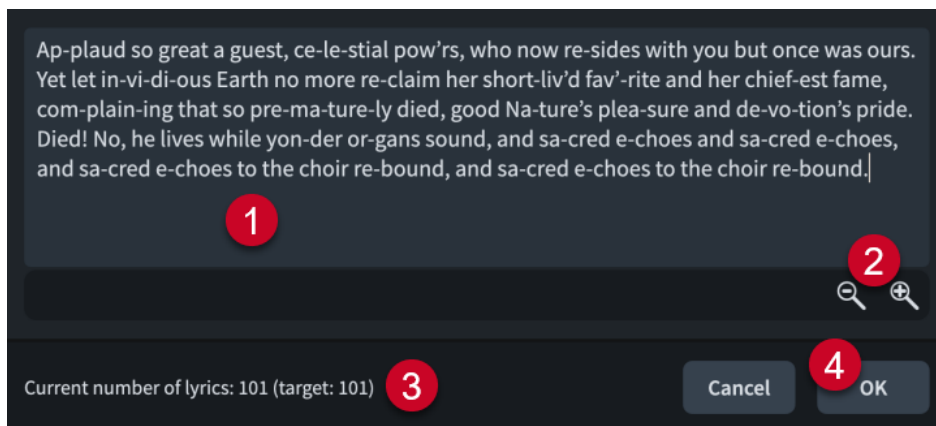 Ap-plaud so great a guest, ce-le-stial pow’rs, who now re-sides with you but once was ours.
Yet let in-vi-di-ous Earth no more re-claim her short-liv’d fav’-rite and her chief-est fame,
com-plain-ing that so pre-ma-ture-ly died, good Na-ture’s plea-sure and de-vo-tion’s pride.
Died! No, he lives while yon-der or-gans sound, and sa-cred e-choes and sa-cred e-choes,
and sa-cred e-choes to the choir re-bound, and sa-cred e-choes to the choir re-bound.
1
2
Current number of lyrics: 101 (target: 101) 3 Cancel 4 OK